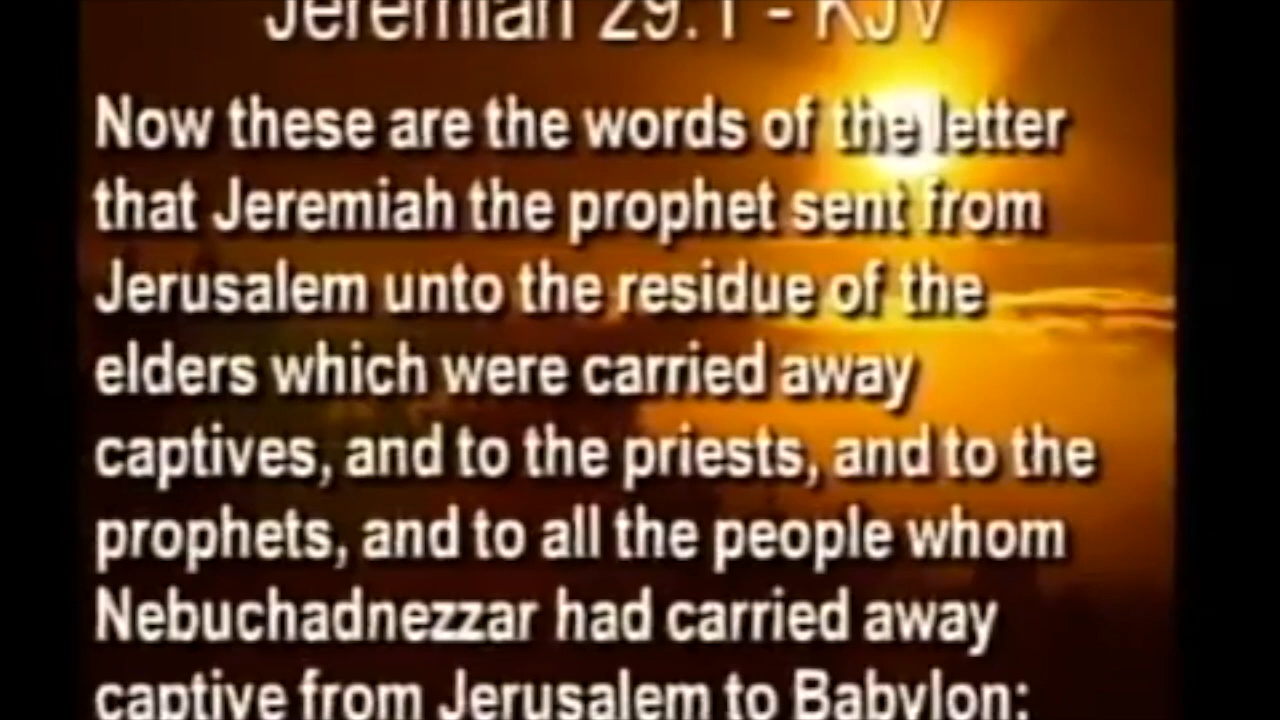 Jeremiah 29:1 - KJV
Now these are the words of the letter
that Jeremiah the prophet sent from
Jerusalem unto the residue of the
elders which were carried away
captives, and to the priests, and to the
prophets, and to all the people whom
Nebuchadnezzar had carried away
captive from Jerusalem to Babylon;